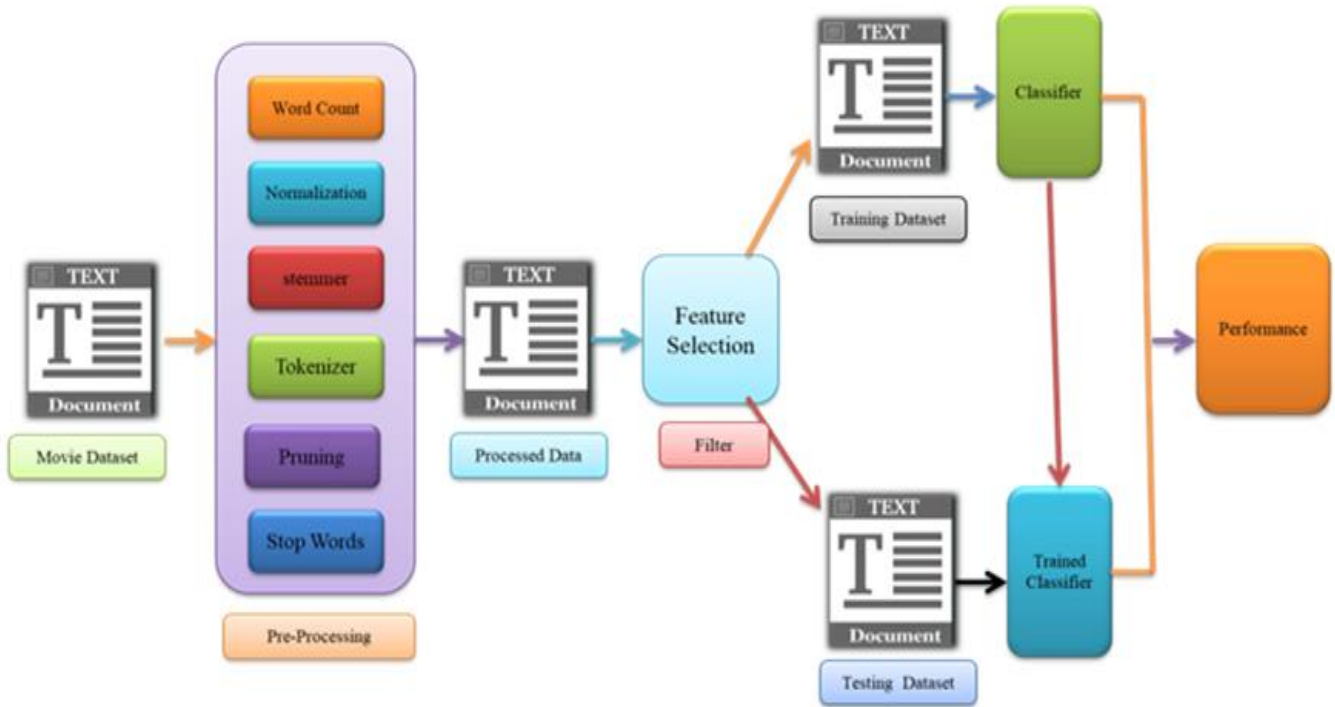 TEXT
T
Document
Movie Dataset
Word Count
Normalization
stemmer
Tokenizer
Pruning
Stop Words
Pre-Processing
TEXT
T
Document
Processed Data
Feature
Selection
Filter
TEXT
T
Document
Training Dataset
Classifier
TEXT
T
Document
Testing Dataset
Trained
Classifier
Performance